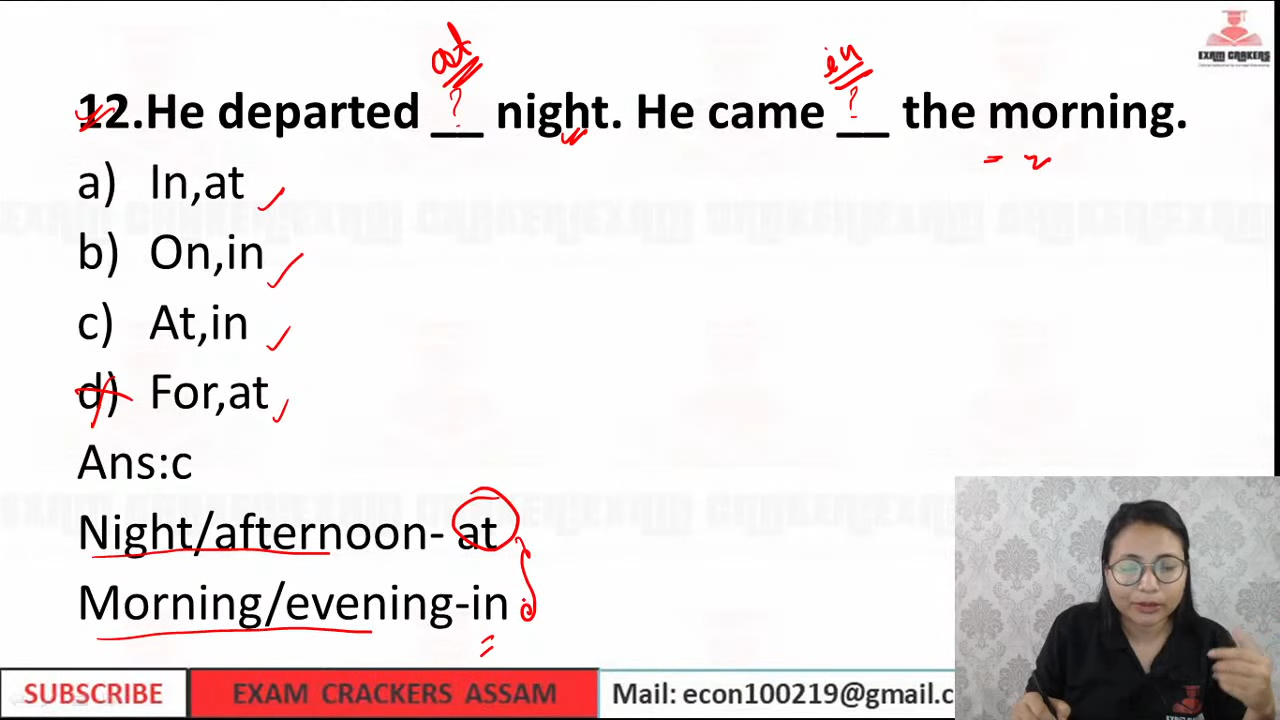 EXAM CRAKERS
at
in
12.He departed __ night. He came __ the morning.
? ?
a) In,at
b) On,in
c) At,in
d) For,at
Ans:c
Night/afternoon- at
Morning/evening-in
SUBSCRIBE EXAM CRACKERS ASSAM Mail: econ100219@gmail.c